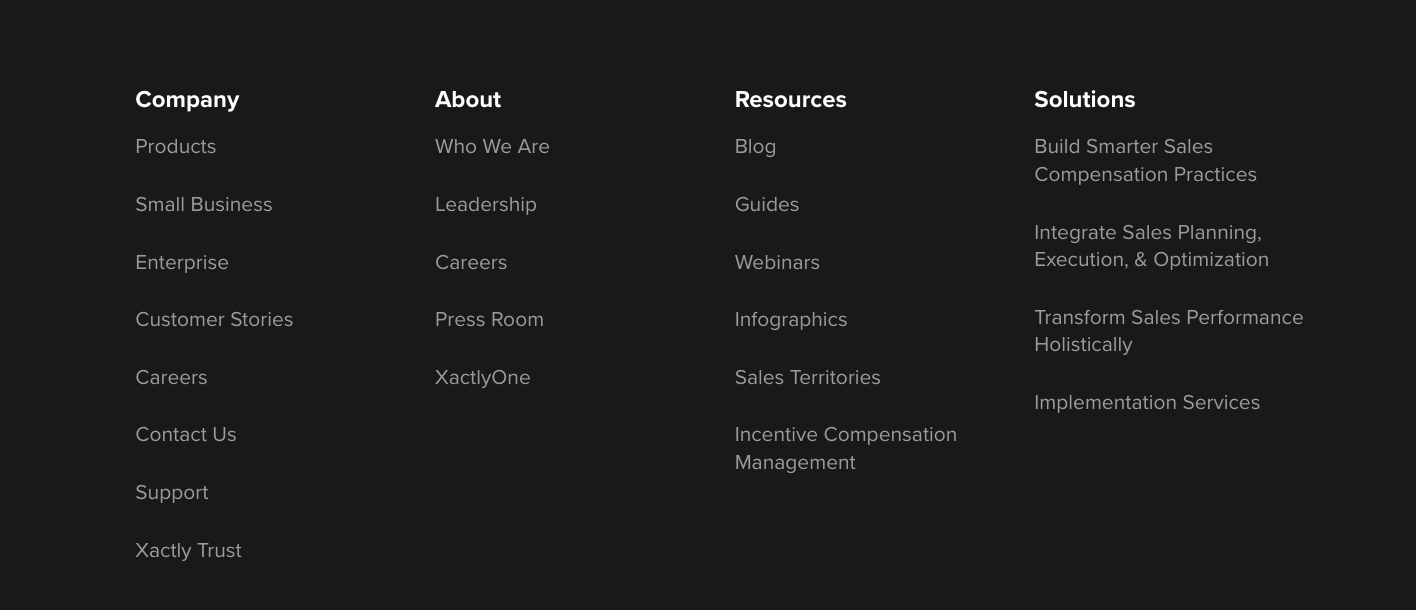 Company
Products
Small Business
Enterprise
Customer Stories
Careers
Contact Us
Support
Xactly Trust
About
Who We Are
Leadership
Careers
Press Room
XactlyOne
Resources
Blog
Guides
Webinars
Infographics
Sales Territories
Incentive Compensation
Management
Solutions
Build Smarter Sales
Compensation Practices
Integrate Sales Planning,
Execution, & Optimization
Transform Sales Performance
Holistically
Implementation Services